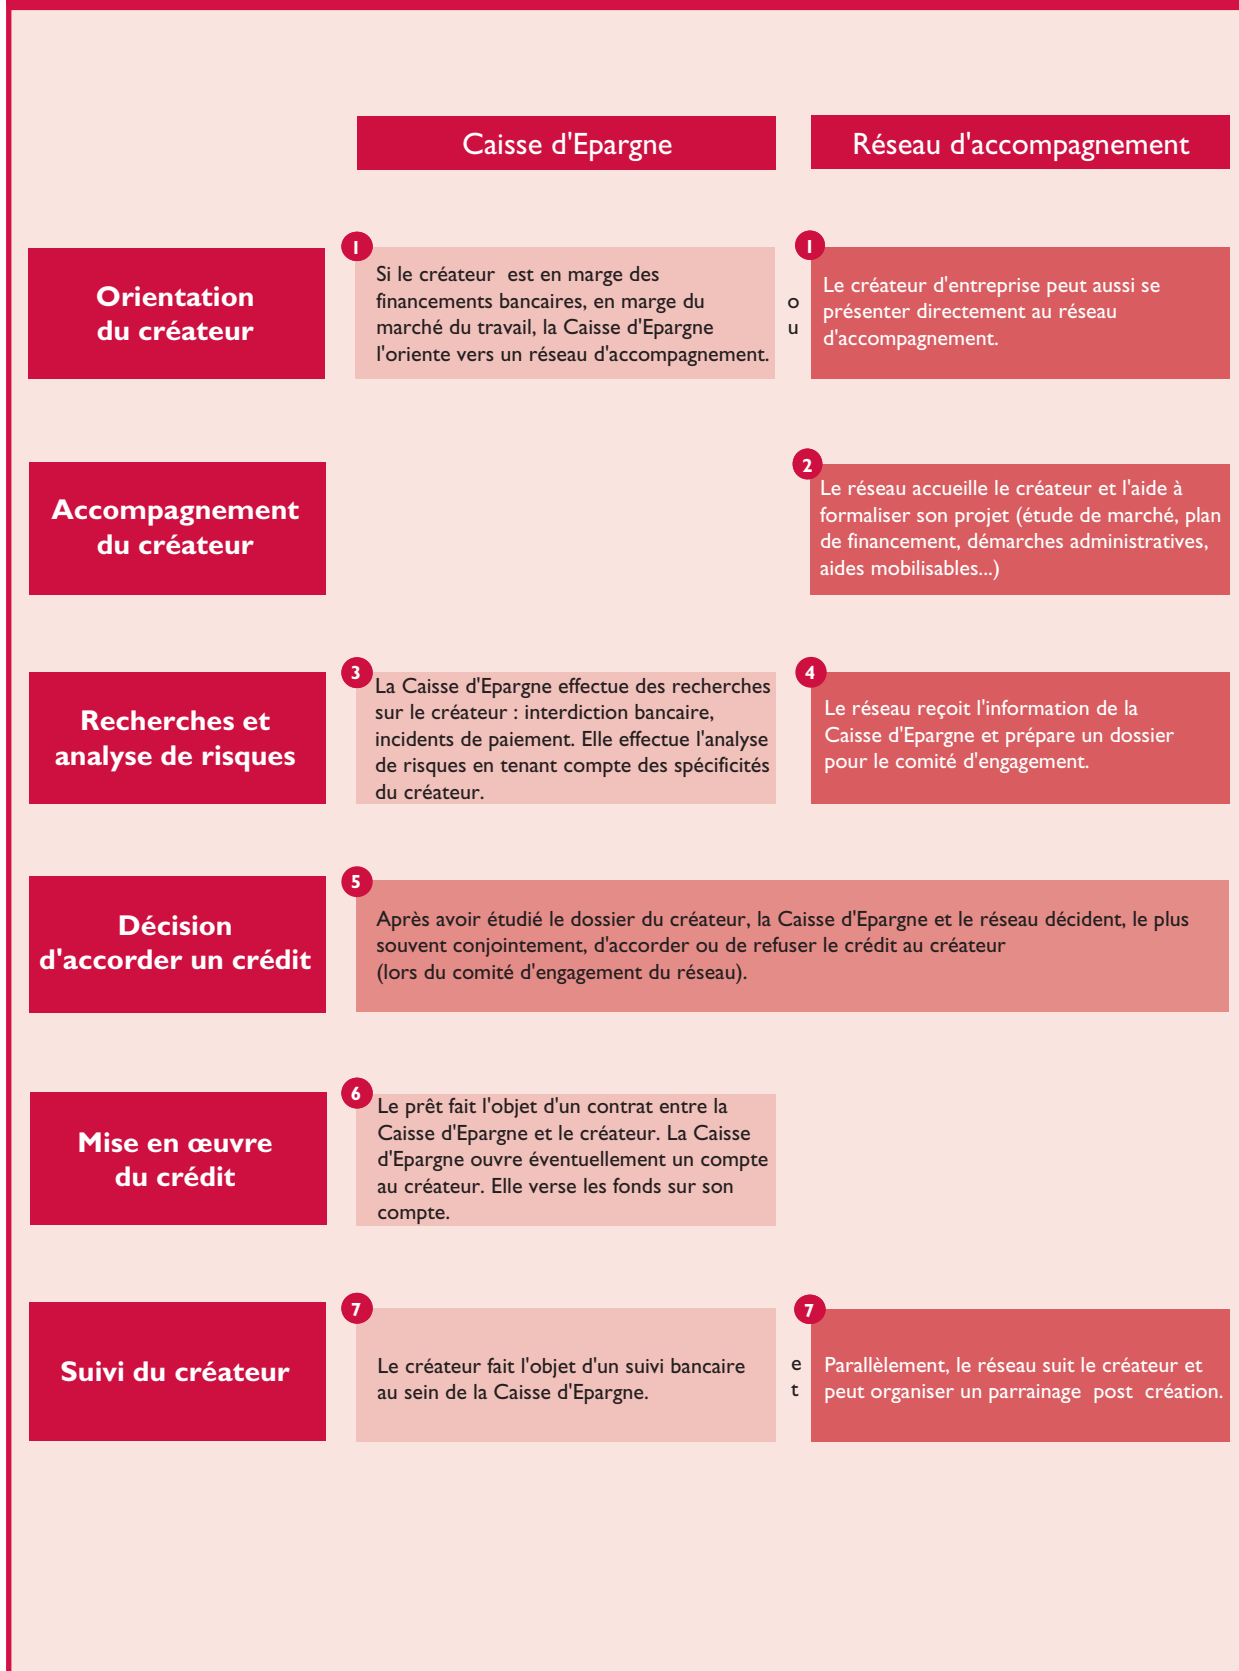 Caisse d'Epargne
Réseau d'accompagnement
Orientation
du créateur
1
Si le créateur est en marge des
financements bancaires, en marge du
marché du travail, la Caisse d'Epargne
l'oriente vers un réseau d'accompagnement.
o
u
1
Le créateur d'entreprise peut aussi se
présenter directement au réseau
d'accompagnement.
Accompagnement
du créateur
2
Le réseau accueille le créateur et l'aide à
formaliser son projet (étude de marché, plan
de financement, démarches administratives,
aides mobilisables...)
Recherches et
analyse de risques
3
La Caisse d'Epargne effectue des recherches
sur le créateur : interdiction bancaire,
incidents de paiement. Elle effectue l'analyse
de risques en tenant compte des spécificités
du créateur.
4
Le réseau reçoit l'information de la
Caisse d'Epargne et prépare un dossier
pour le comité d'engagement.
Décision
d'accorder un crédit
5
Après avoir étudié le dossier du créateur, la Caisse d'Epargne et le réseau décident, le plus
souvent conjointement, d'accorder ou de refuser le crédit au créateur
(lors du comité d'engagement du réseau).
Mise en œuvre
du crédit
6
Le prêt fait l'objet d'un contrat entre la
Caisse d'Epargne et le créateur. La Caisse
d'Epargne ouvre éventuellement un compte
au créateur. Elle verse les fonds sur son
compte.
Suivi du créateur
7
Le créateur fait l'objet d'un suivi bancaire
au sein de la Caisse d'Epargne.
e
t
7
Parallèlement, le réseau suit le créateur et
peut organiser un parrainage post création.